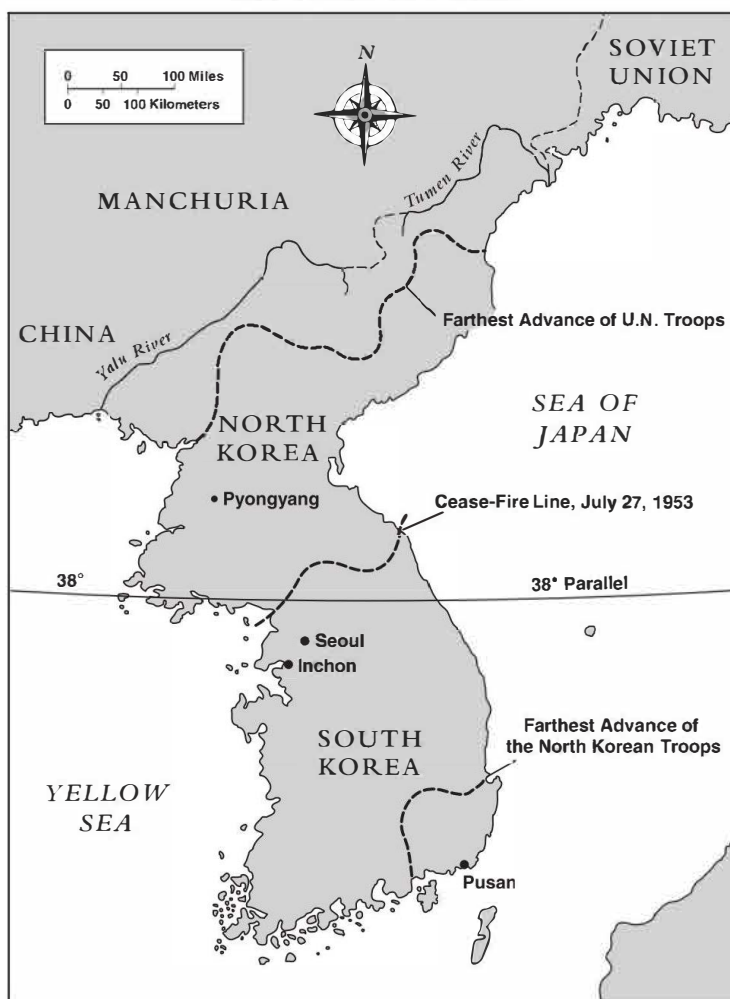 0 50 100 Miles
0 50 100 Kilometers
N
SOVIET
UNION
Tumen River
MANCHURIA
Farthest Advance of U.N. Troops
CHINA
Yalu River
SEA OF
JAPAN
NORTH
KOREA
Pyongyang
Cease-Fire Line, July 27, 1953
38°
38° Parallel
Seoul
Inchon
Farthest Advance of
the North Korean Troops
SOUTH
KOREA
YELLOW
SEA
Pusan